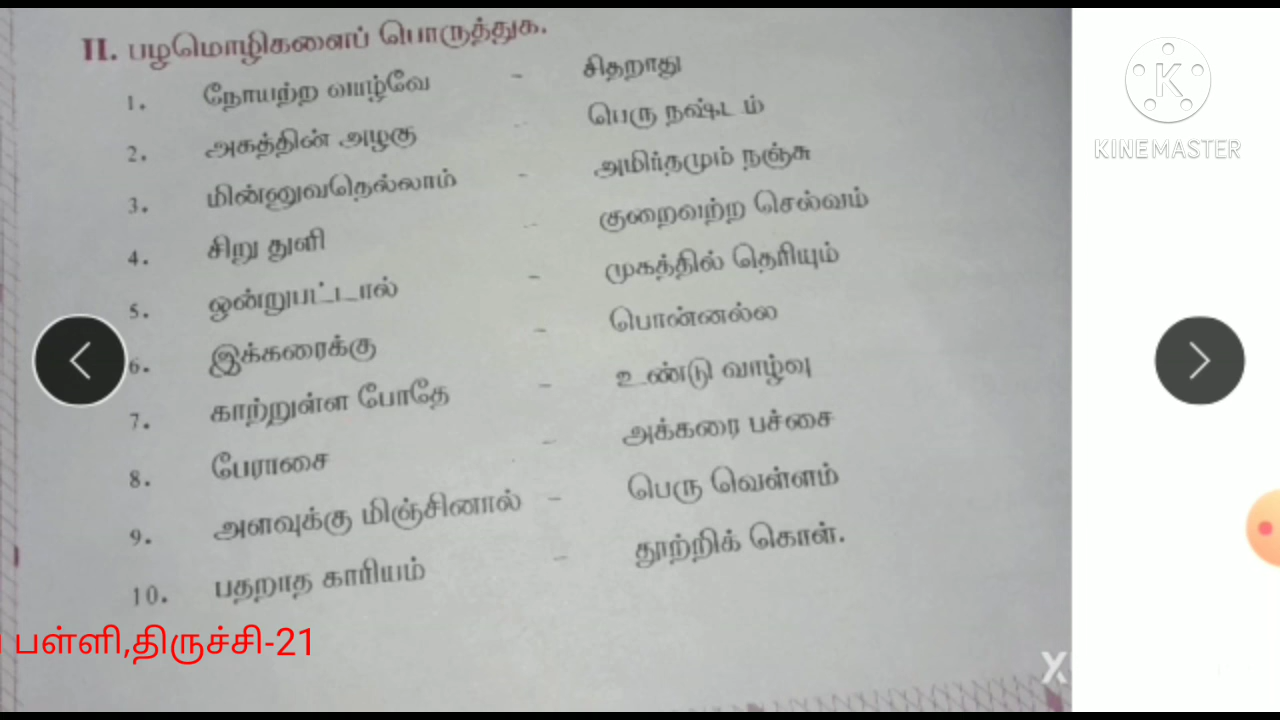 II. பழமொழிகளைப் பொருத்துக.
1. நோயற்ற வாழ்வே - சிதறாது
2. அகத்தின் அழகு - பெரு நஷ்டம்
3. மின்னுவதெல்லாம் - அமிர்தமும் நஞ்சு
4. சிறு துளி - குறைவற்ற செல்வம்
5. ஒன்றுபட்டால் - முகத்தில் தெரியும்
6. இக்கரைக்கு - பொன்னல்ல
7. காற்றுள்ள போதே - உண்டு வாழ்வு
8. பேராசை - அக்கரை பச்சை
9. அளவுக்கு மிஞ்சினால் - பெரு வெள்ளம்
10. பதறாத காரியம் - தூற்றிக் கொள்.
பள்ளி,திருச்சி-21
K
KINEMASTER
X